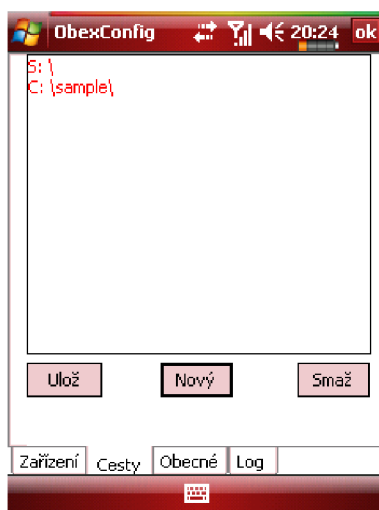 ObexConfig 20:24 ok
S: \
C: \sample\
Ulož Nový Smaž
Zařízení Cesty Obecné Log